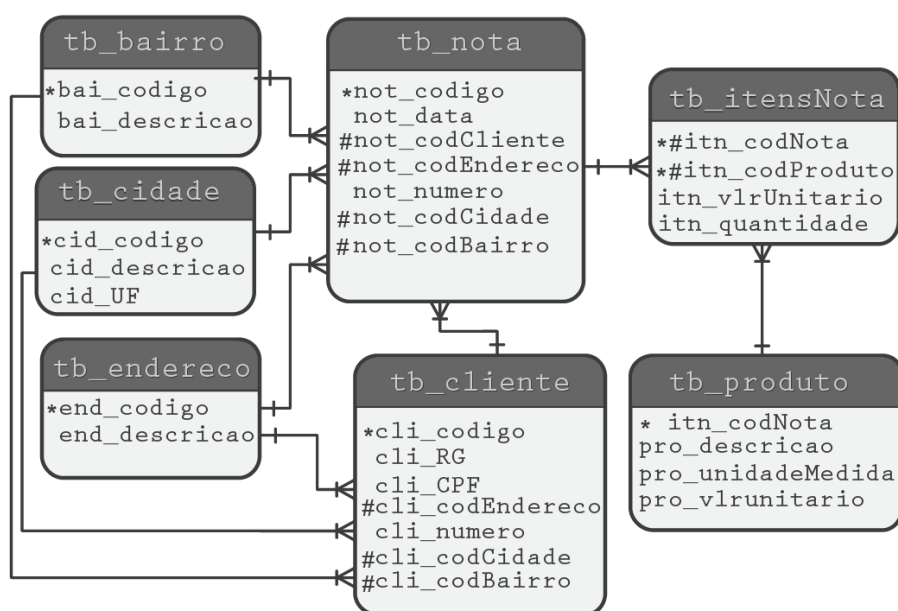 tb_bairro
*bai_codigo
bai_descricao
tb_cidade
*cid_codigo
cid_descricao
cid_UF
tb_endereco
*end_codigo
end_descricao
tb_nota
*not_codigo
not_data
#not_codCliente
#not_codEndereco
not_numero
#not_codCidade
#not_codBairro
tb_cliente
*cli_codigo
cli_RG
cli_CPF
#cli_codEndereco
cli_numero
#cli_codCidade
#cli_codBairro
tb_itensNota
*#itn_codNota
*#itn_codProduto
itn_vlrUnitario
itn_quantidade
tb_produto
* itn_codNota
pro_descricao
pro_unidadeMedida
pro_vlrunitario